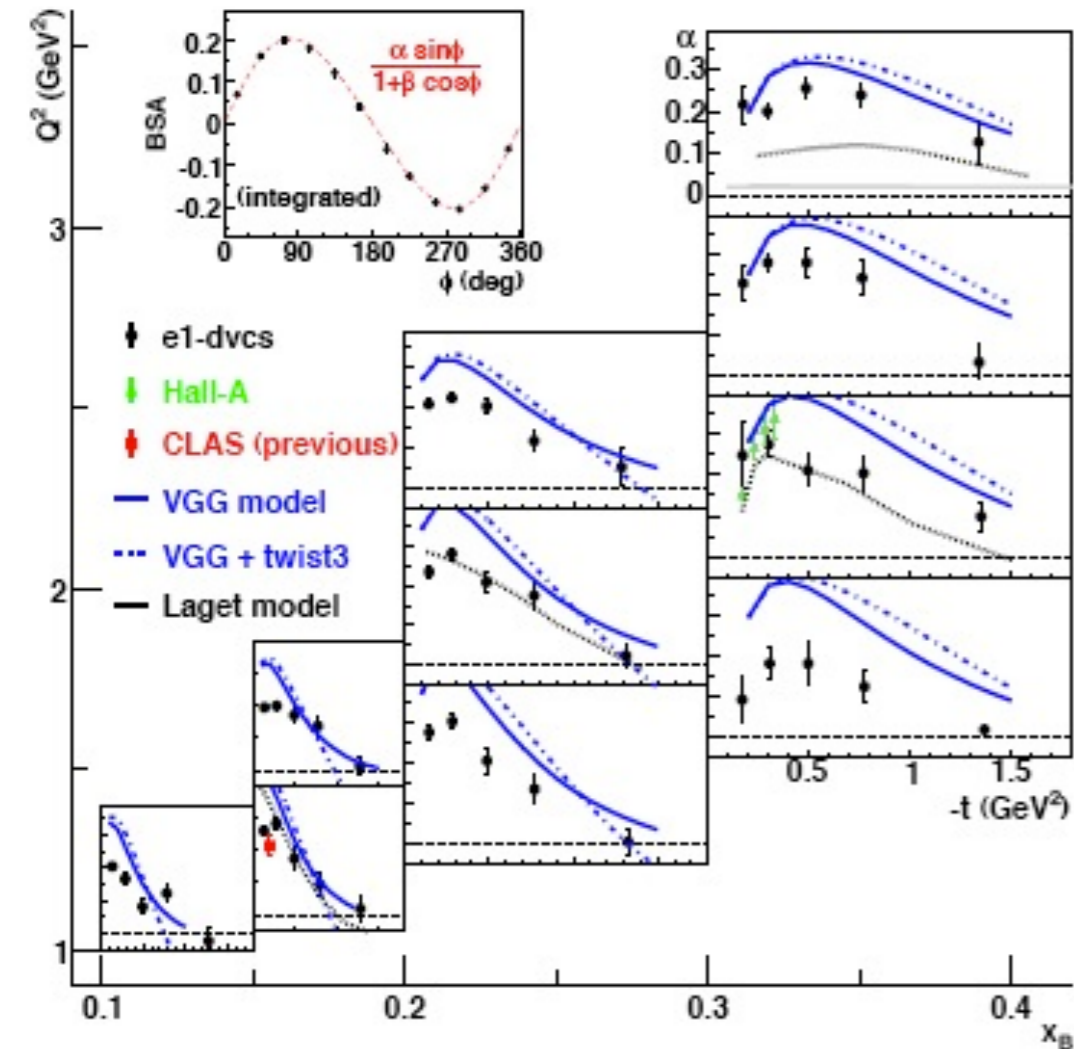 Q² (GeV²)
3
2
1
0.1
0.2
0.3
0.4
x_B
BSA
0.2
0.1
0
-0.1
-0.2
α sinϕ
1+β cosϕ
(integrated)
0
90
180
270
360
ϕ (deg)
e1-dvcs
Hall-A
CLAS (previous)
VGG model
VGG + twist3
Laget model
α
0.3
0.2
0.1
0
0.5
1
1.5
-t (GeV²)